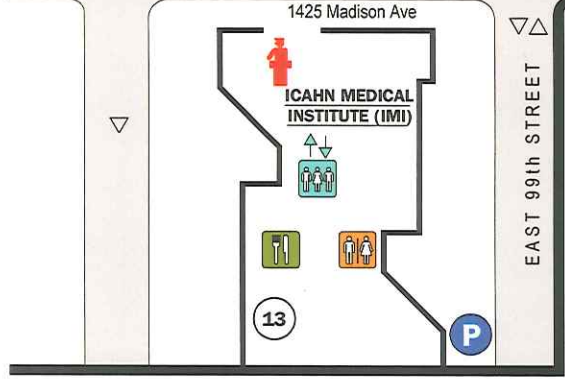 1425 Madison Ave
ICAHN MEDICAL
INSTITUTE (IMI)
EAST 99th STREET
13
P